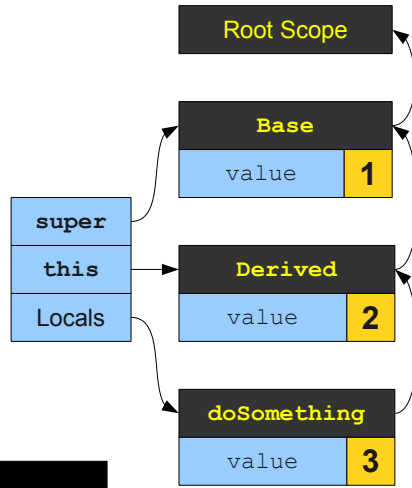 Root Scope
Base
value 1
super
this
Locals
Derived
value 2
doSomething
value 3